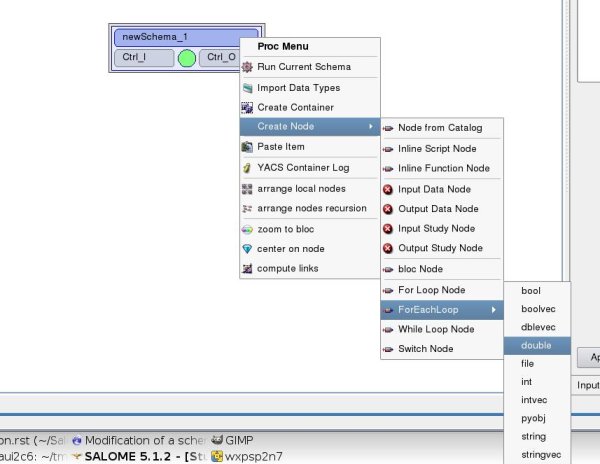 newSchema_1
Ctrl_I
Ctrl_O
Proc Menu
Run Current Schema
Import Data Types
Create Container
Create Node
Paste Item
YACS Container Log
arrange local nodes
arrange nodes recursion
zoom to bloc
center on node
compute links
Node from Catalog
Inline Script Node
Inline Function Node
Input Data Node
Output Data Node
Input Study Node
Output Study Node
bloc Node
For Loop Node
ForEachLoop
While Loop Node
Switch Node
bool
boolvec
dblevec
double
file
int
intvec
pyobj
string
stringvec
Ap
Input
on.rst (~/Sal
Modification of a sche
GIMP
aui2c6: ~/tm
SALOME 5.1.2 - [St
wxpsp2n7